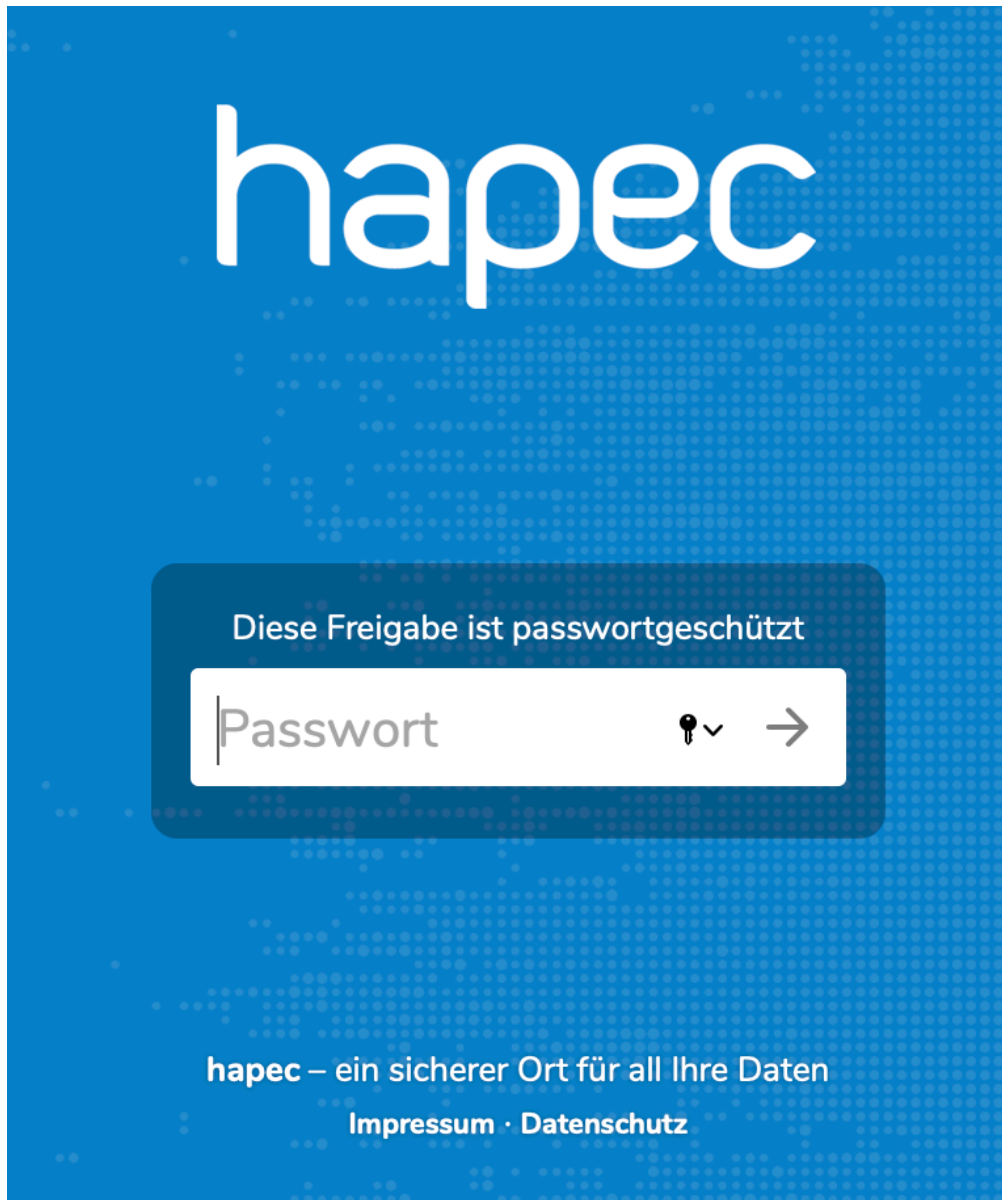 hapec
Diese Freigabe ist passwortgeschützt
Passwort
hapec – ein sicherer Ort für all Ihre Daten
Impressum · Datenschutz